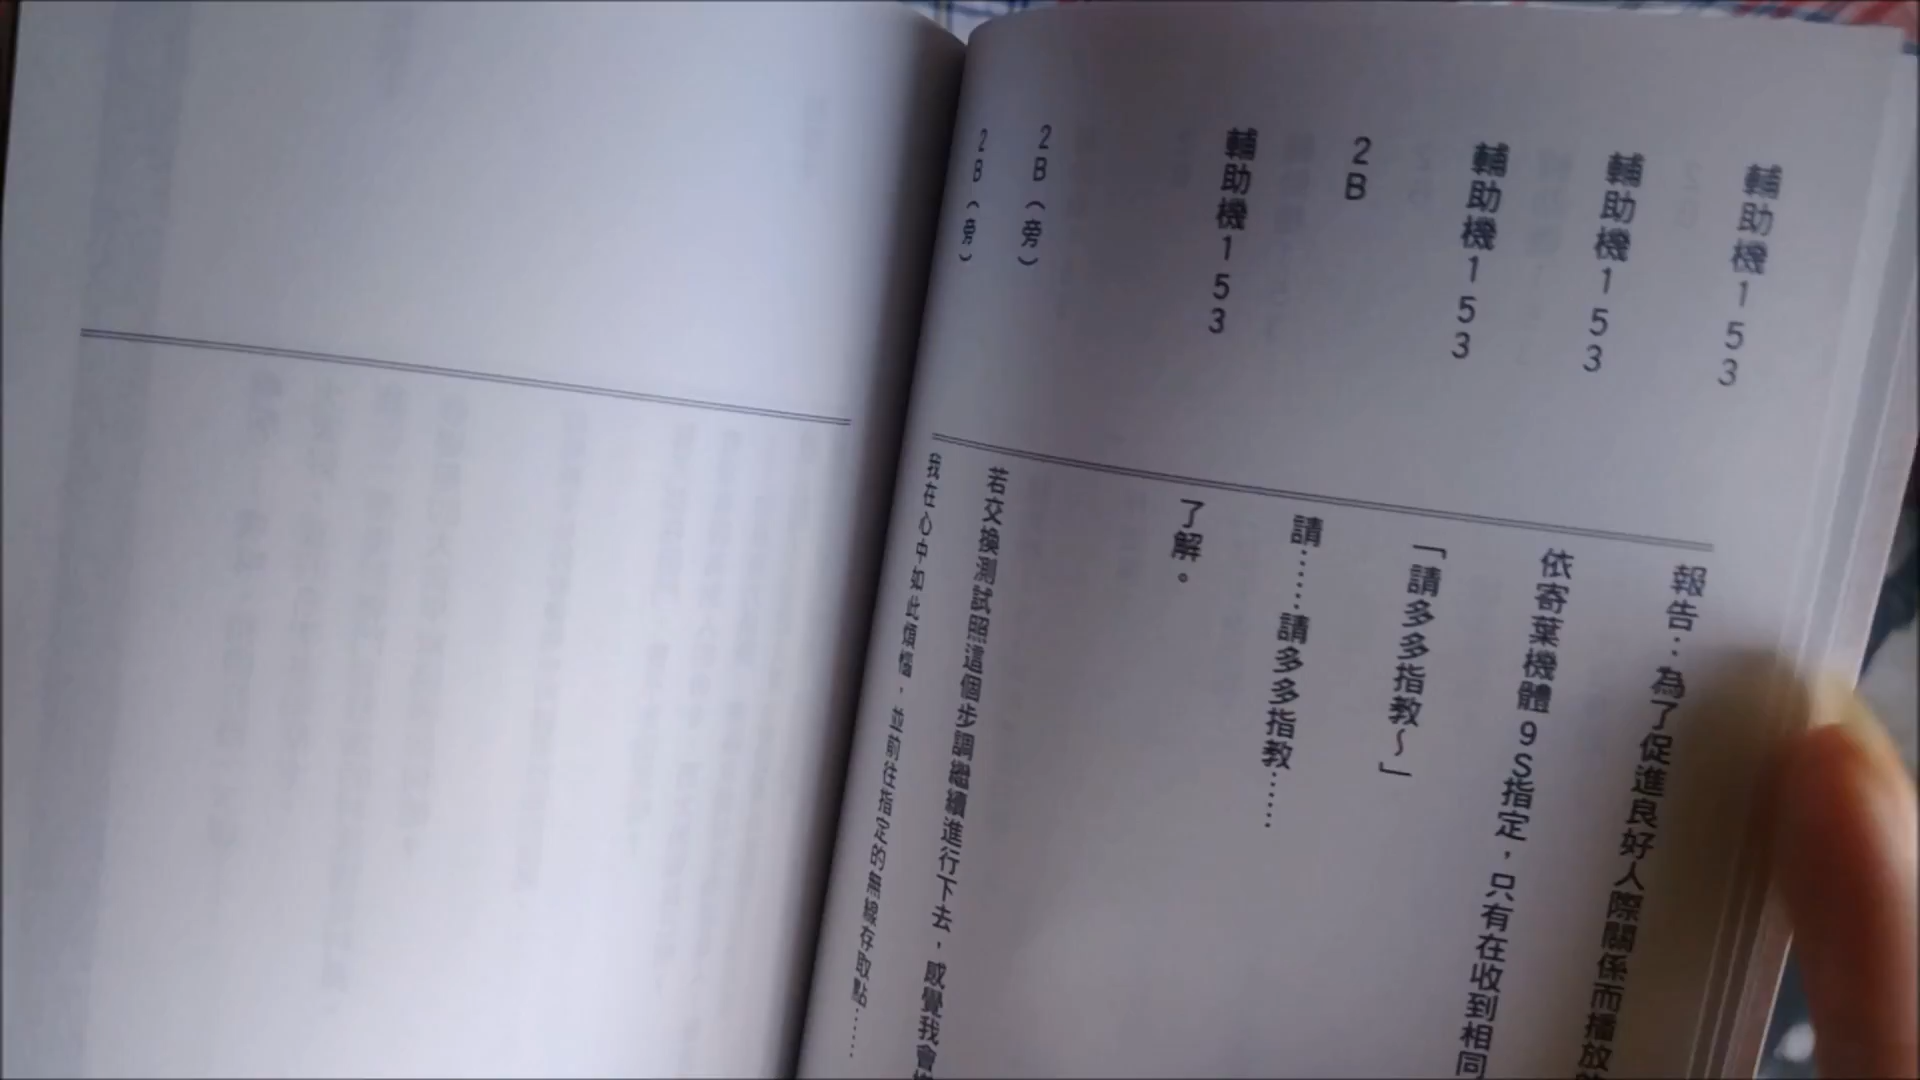 輔助機153
報告：為了促進良好人際關係而播放
輔助機153
依寄葉機體9S指定，只有在收到相同
輔助機153
「請多多指教～」
2B
請……請多多指教……
輔助機153
了解。
2B（旁）
若交換測試照這個步調繼續進行下去，感覺我會
2B（旁）
我在心中如此煩惱，並前往指定的無線存取點……